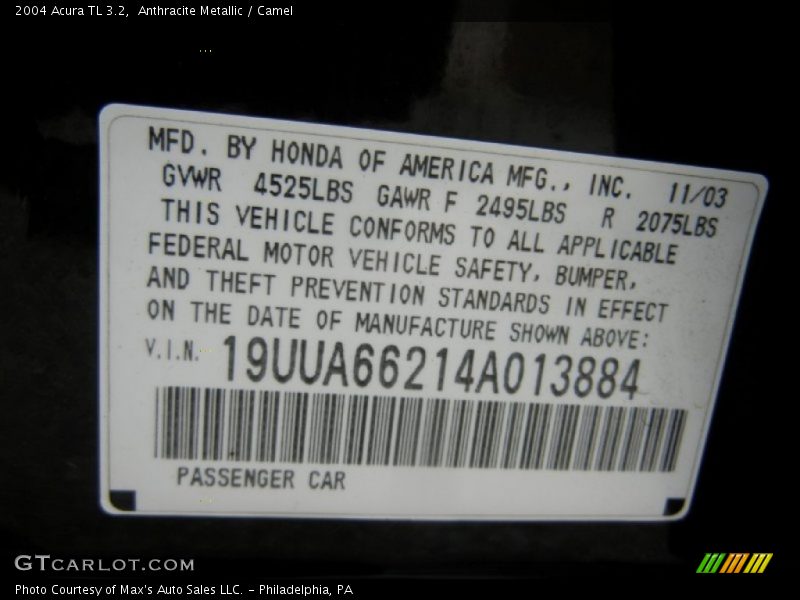 2004 Acura TL 3.2,  Anthracite Metallic / Camel
...
MFD. BY HONDA OF AMERICA MFG., INC. 11/03
GVWR 4525LBS GAWR F 2495LBS R 2075LBS
THIS VEHICLE CONFORMS TO ALL APPLICABLE
FEDERAL MOTOR VEHICLE SAFETY, BUMPER,
AND THEFT PREVENTION STANDARDS IN EFFECT
ON THE DATE OF MANUFACTURE SHOWN ABOVE:
V.I.N. 19UUA66214A013884
PASSENGER CAR
GTCARLOT.COM
Photo Courtesy of Max's Auto Sales LLC. - Philadelphia, PA